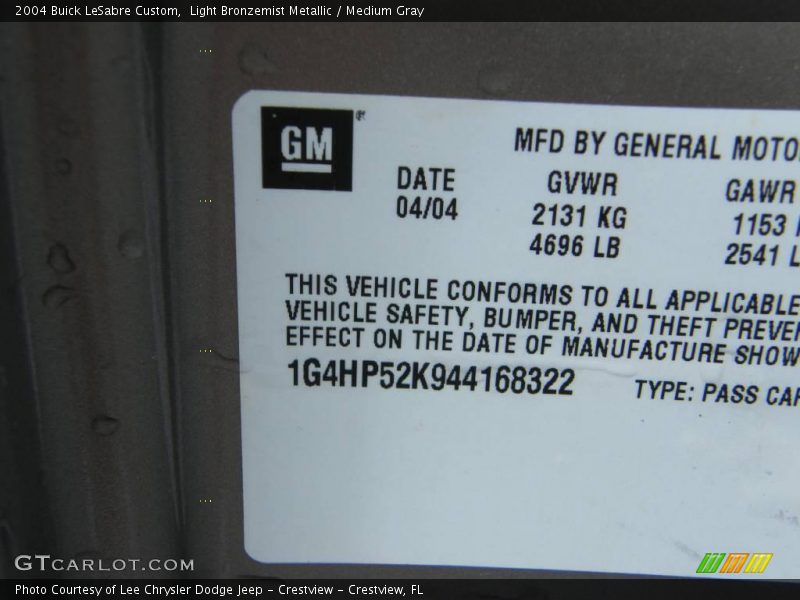 2004 Buick LeSabre Custom,  Light Bronzemist Metallic / Medium Gray
GM®
MFD BY GENERAL MOTO
DATE
04/04
GVWR
2131 KG
4696 LB
GAWR
1153
2541 L
THIS VEHICLE CONFORMS TO ALL APPLICABLE
VEHICLE SAFETY, BUMPER, AND THEFT PREVE
EFFECT ON THE DATE OF MANUFACTURE SHOW
1G4HP52K944168322
TYPE: PASS CAR
GTCARLOT.COM
Photo Courtesy of Lee Chrysler Dodge Jeep - Crestview - Crestview, FL